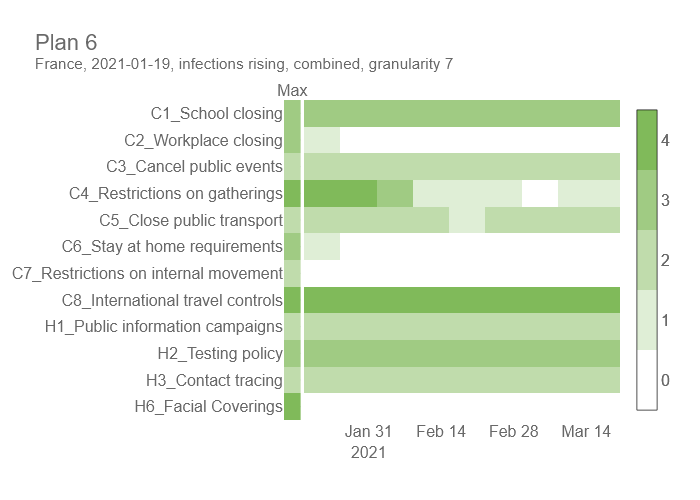 Plan 6
France, 2021-01-19, infections rising, combined, granularity 7
Max
C1_School closing
C2_Workplace closing
C3_Cancel public events
C4_Restrictions on gatherings
C5_Close public transport
C6_Stay at home requirements
C7_Restrictions on internal movement
C8_International travel controls
H1_Public information campaigns
H2_Testing policy
H3_Contact tracing
H6_Facial Coverings
4
3
2
1
0
Jan 31 Feb 14 Feb 28 Mar 14
2021